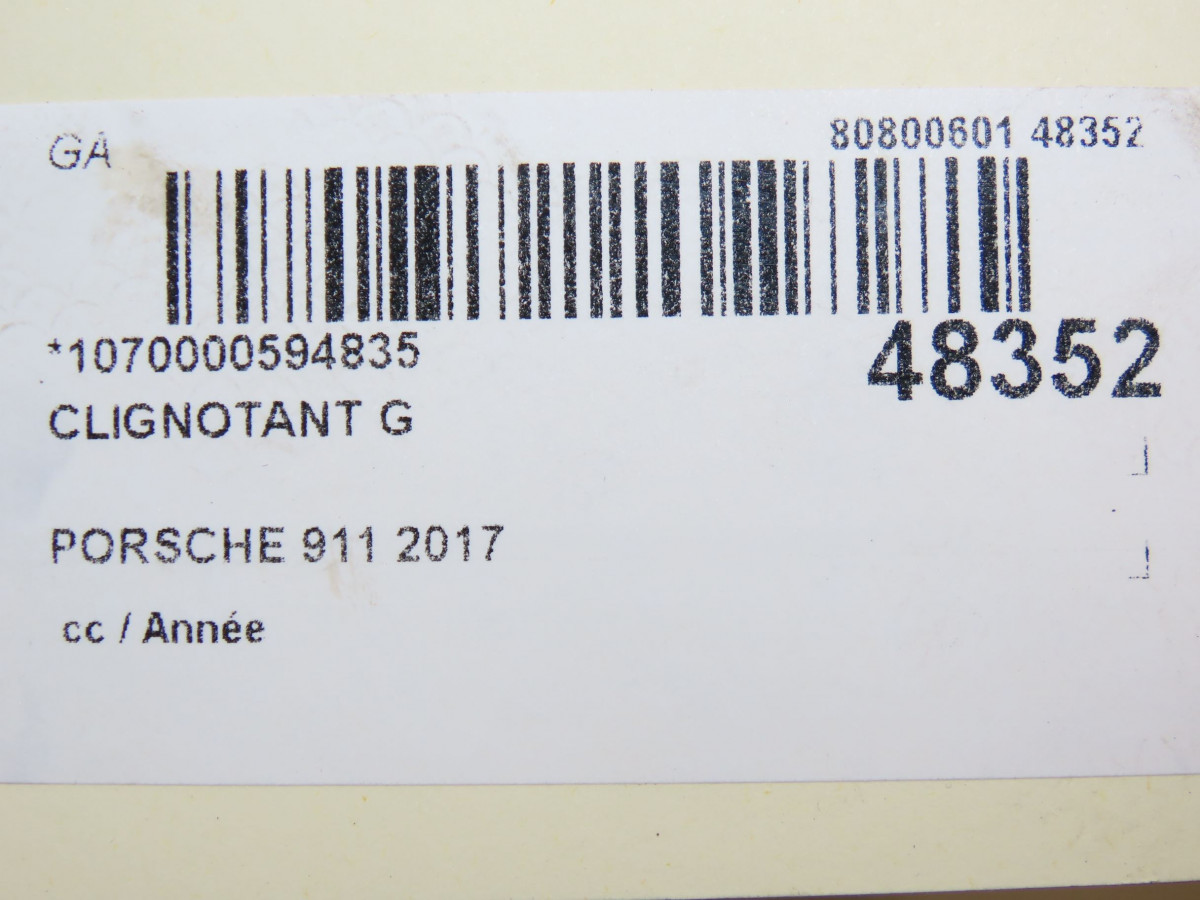 GA
80800601 48352
*1070000594835
48352
CLIGNOTANT G
PORSCHE 911 2017
cc / Année